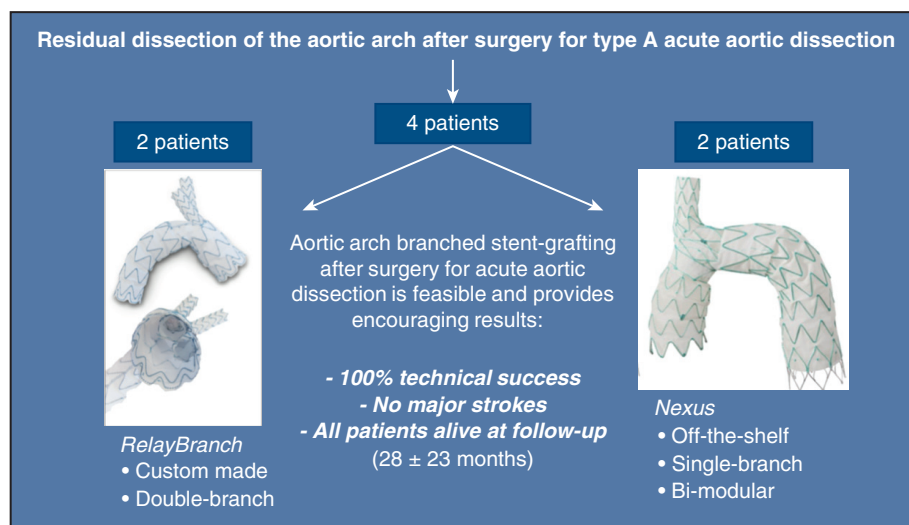 Residual dissection of the aortic arch after surgery for type A acute aortic dissection
4 patients
2 patients
2 patients
Aortic arch branched stent-grafting
after surgery for acute aortic
dissection is feasible and provides
encouraging results:
- 100% technical success
- No major strokes
- All patients alive at follow-up
(28 ± 23 months)
RelayBranch
• Custom made
• Double-branch
Nexus
• Off-the-shelf
• Single-branch
• Bi-modular